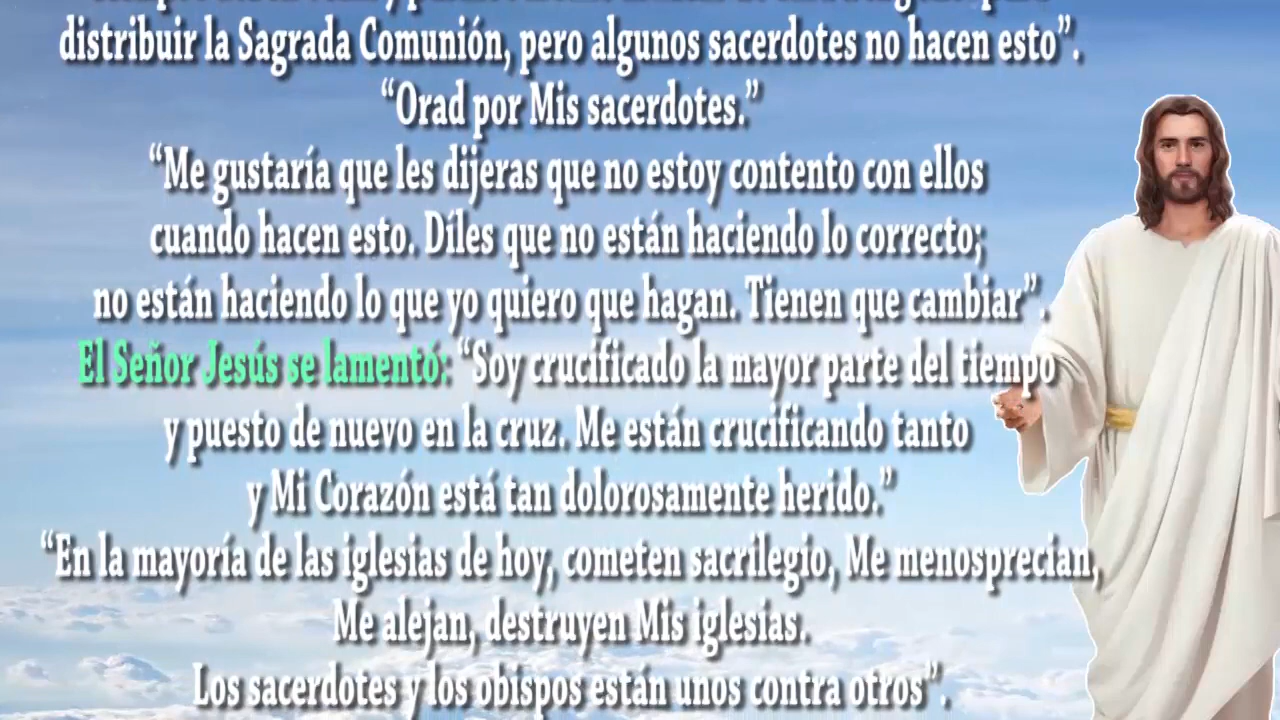 distribuir la Sagrada Comunión, pero algunos sacerdotes no hacen esto”.
“Orad por Mis sacerdotes.”
“Me gustaría que les dijeras que no estoy contento con ellos
cuando hacen esto. Díles que no están haciendo lo correcto;
no están haciendo lo que yo quiero que hagan. Tienen que cambiar”.
El Señor Jesús se lamentó: “Soy crucificado la mayor parte del tiempo
y puesto de nuevo en la cruz. Me están crucificando tanto
y Mi Corazón está tan dolorosamente herido.”
“En la mayoría de las iglesias de hoy, cometen sacrilegio, Me menosprecian,
Me alejan, destruyen Mis iglesias.
Los sacerdotes y los obispos están unos contra otros”.